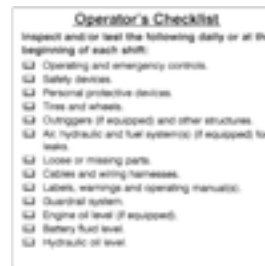 Operator's Checklist
Inspect and/or test the following daily or at the
beginning of each shift:
Operating and emergency controls.
Safety devices.
Personal protective devices.
Tires and wheels.
Outriggers (if equipped) and other structures.
Air, hydraulic and fuel system(s) (if equipped) for
leaks.
Loose or missing parts.
Cables and wiring harnesses.
Labels, warnings and operating manual(s).
Guardrail system.
Engine oil level (if equipped).
Battery fluid level.
Hydraulic oil level.